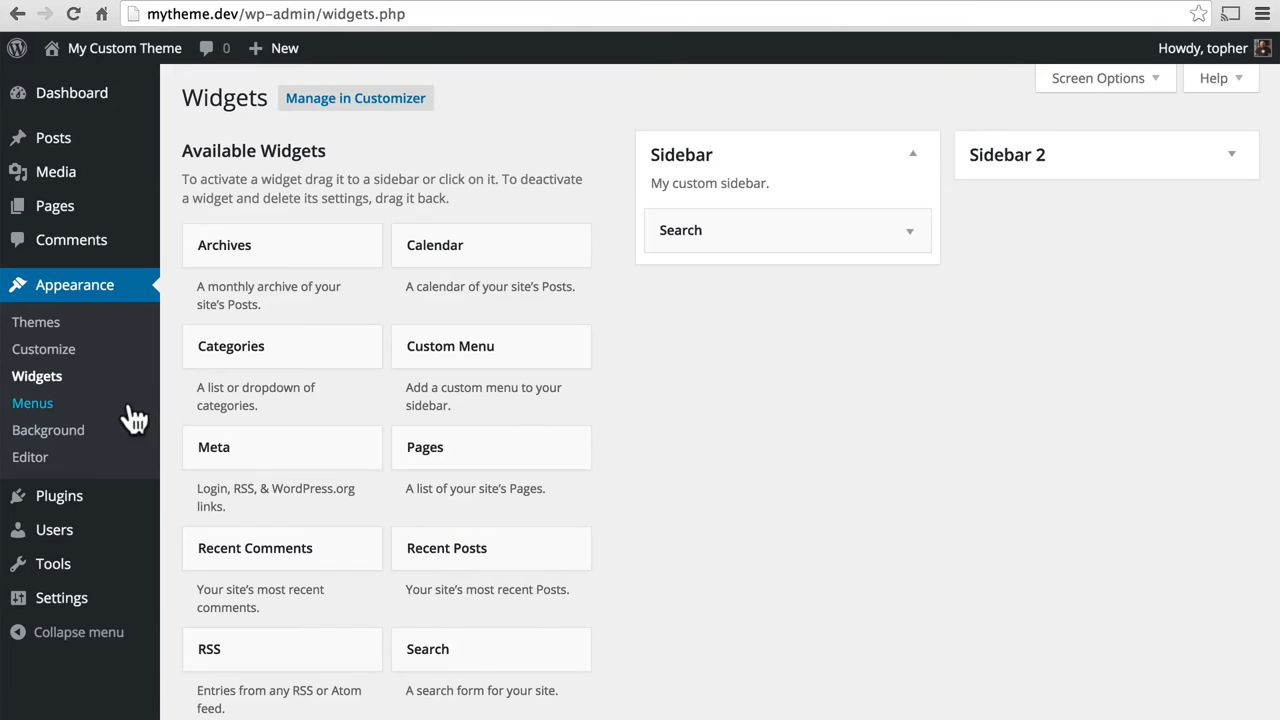 mytheme.dev/wp-admin/widgets.php
My Custom Theme 0 + New Howdy, topher
Dashboard
Posts
Media
Pages
Comments
Appearance
Themes
Customize
Widgets
Menus
Background
Editor
Plugins
Users
Tools
Settings
Collapse menu
Screen Options Help
Widgets Manage in Customizer
Available Widgets
To activate a widget drag it to a sidebar or click on it. To deactivate
a widget and delete its settings, drag it back.
Archives
A monthly archive of your
site's Posts.
Calendar
A calendar of your site's Posts.
Categories
A list or dropdown of
categories.
Custom Menu
Add a custom menu to your
sidebar.
Meta
Login, RSS, & WordPress.org
links.
Pages
A list of your site's Pages.
Recent Comments
Your site's most recent
comments.
Recent Posts
Your site's most recent Posts.
RSS
Entries from any RSS or Atom
feed.
Search
A search form for your site.
Sidebar
My custom sidebar.
Search
Sidebar 2